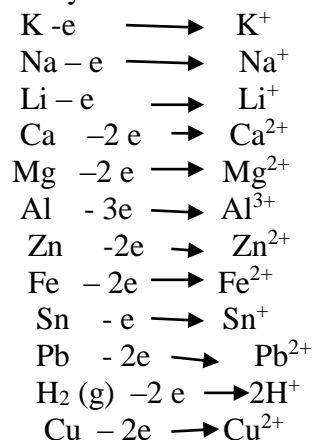 K -e → K⁺
Na – e → Na⁺
Li – e → Li⁺
Ca –2 e → Ca²⁺
Mg –2 e → Mg²⁺
Al - 3e → Al³⁺
Zn -2e → Zn²⁺
Fe – 2e → Fe²⁺
Sn - e → Sn⁺
Pb - 2e → Pb²⁺
H₂ (g) –2 e → 2H⁺
Cu – 2e → Cu²⁺